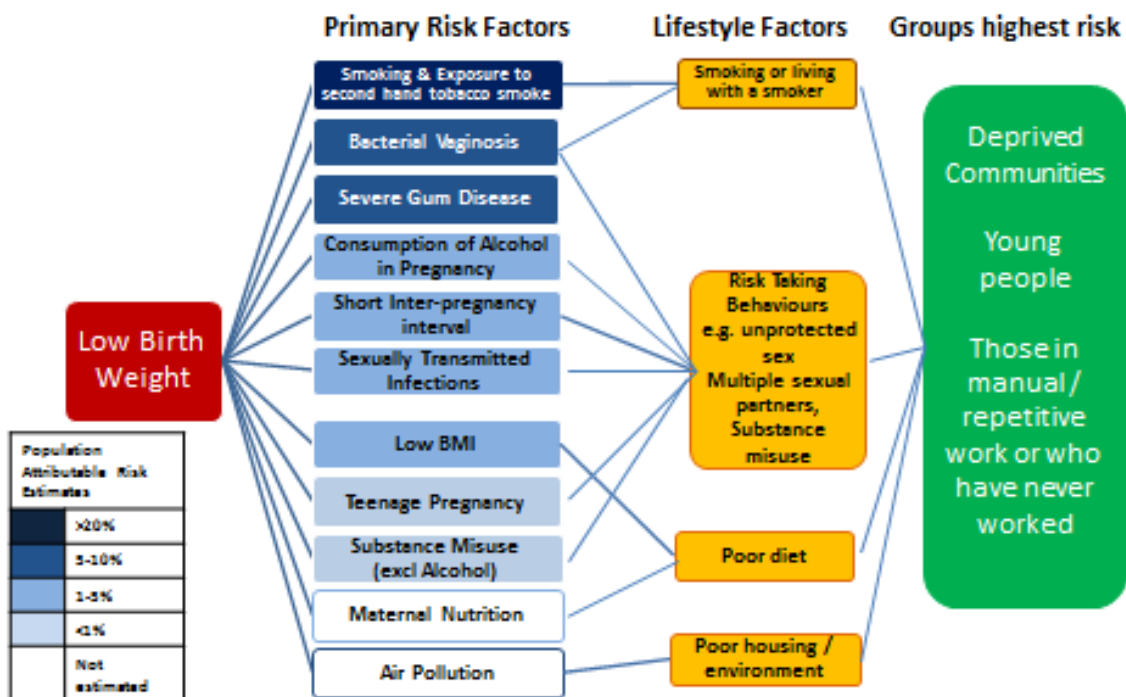 Primary Risk Factors
Lifestyle Factors
Groups highest risk
Smoking & Exposure to
second hand tobacco smoke
Bacterial Vaginosis
Severe Gum Disease
Consumption of Alcohol
in Pregnancy
Short Inter-pregnancy
interval
Sexually Transmitted
Infections
Low BMI
Teenage Pregnancy
Substance Misuse
(excl Alcohol)
Maternal Nutrition
Air Pollution
Smoking or living
with a smoker
Risk Taking
Behaviours
e.g. unprotected
sex
Multiple sexual
partners,
Substance
misuse
Poor diet
Poor housing /
environment
Deprived
Communities
Young
people
Those in
manual /
repetitive
work or who
have never
worked
Low Birth
Weight
Population
Attributable Risk
Estimates
>20%
5-10%
1-5%
<1%
Not
estimated